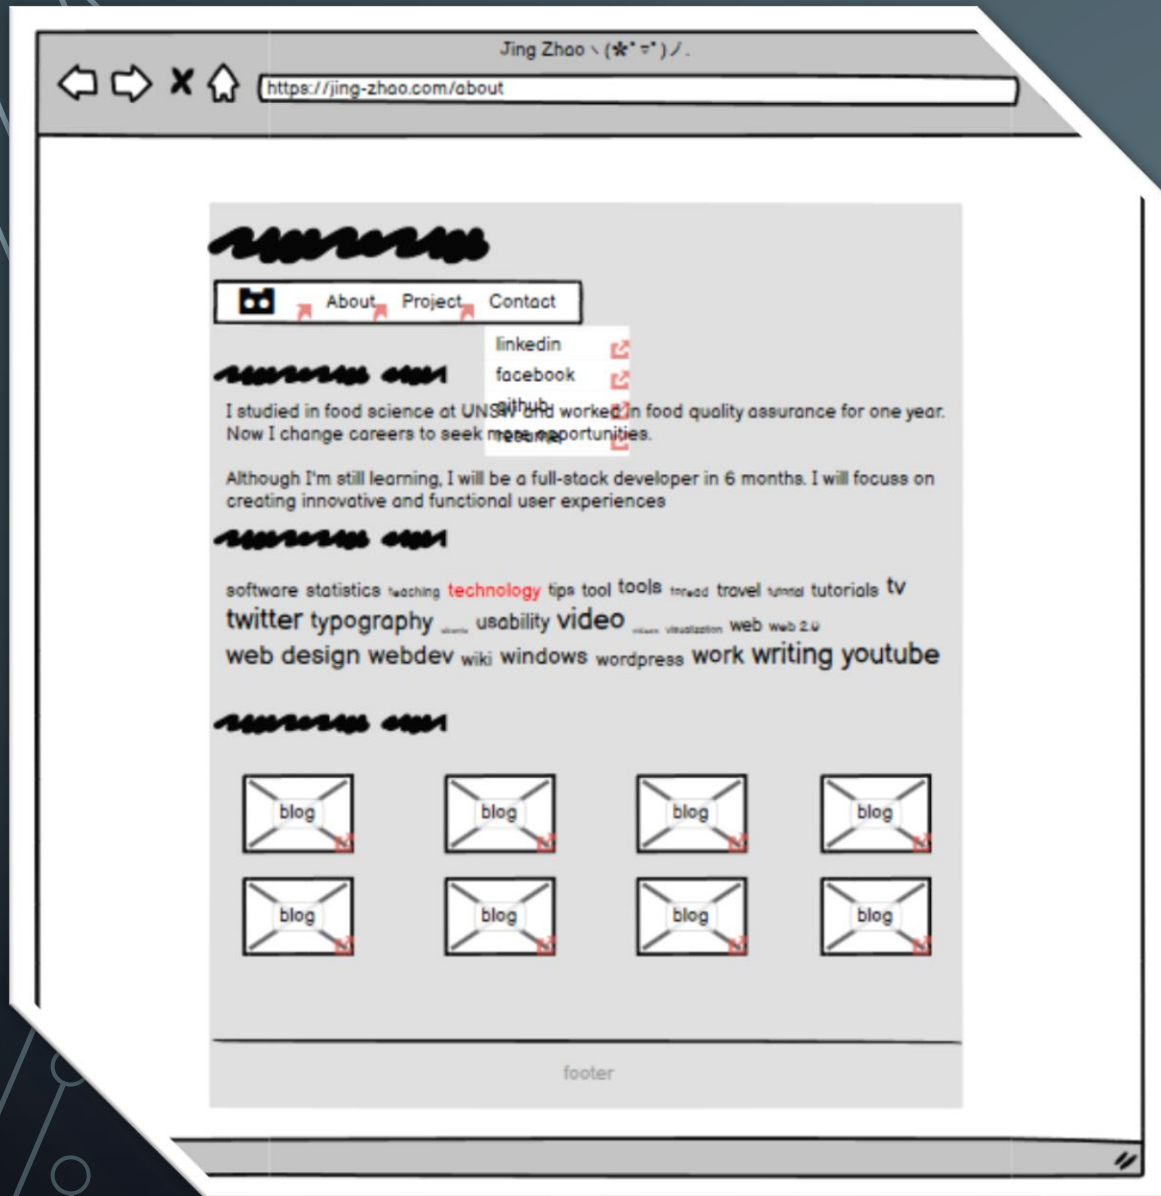 Jing Zhao ヽ(✽ﾟ▽ﾟ)ノ.
https://jing-zhao.com/about
About Project Contact
linkedin
facebook
github
resume
I studied in food science at UNSW and worked in food quality assurance for one year.
Now I change careers to seek more opportunities.
Although I'm still learning, I will be a full-stack developer in 6 months. I will focuss on
creating innovative and functional user experiences
software statistics teaching technology tips tool tools toread travel tutorial tutorials tv
twitter typography ubuntu usability video visualization web web 2.0
web design webdev wiki windows wordpress work writing youtube
blog blog blog blog
blog blog blog blog
footer